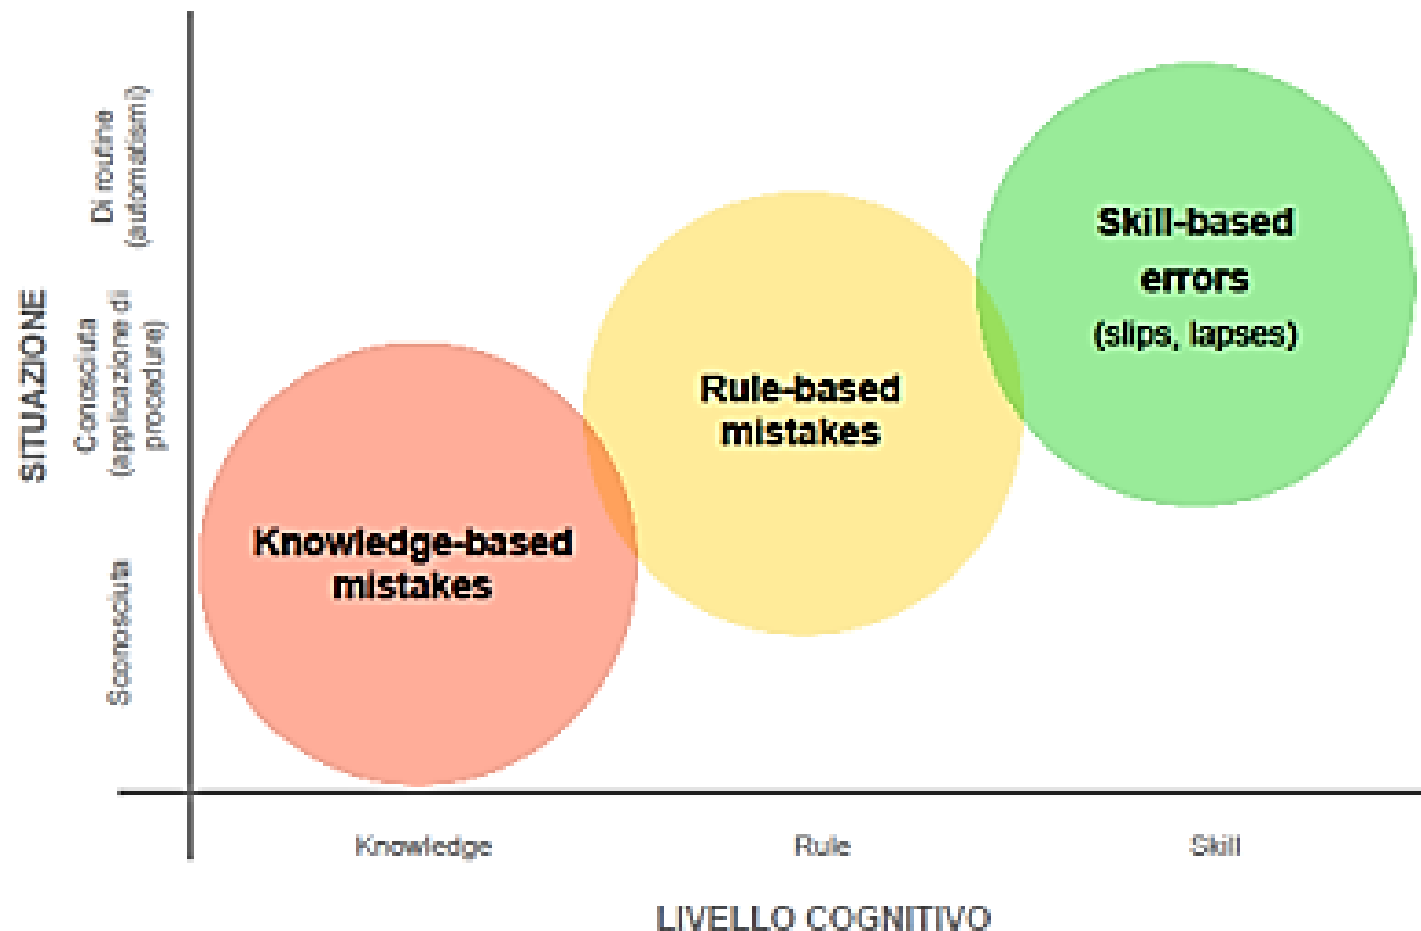 SITUAZIONE
Di routine
(automatismi)
Conosciuta
(applicazione di
procedure)
Sconosciuta
Skill-based
errors
(slips, lapses)
Rule-based
mistakes
Knowledge-based
mistakes
Knowledge
Rule
Skill
LIVELLO COGNITIVO